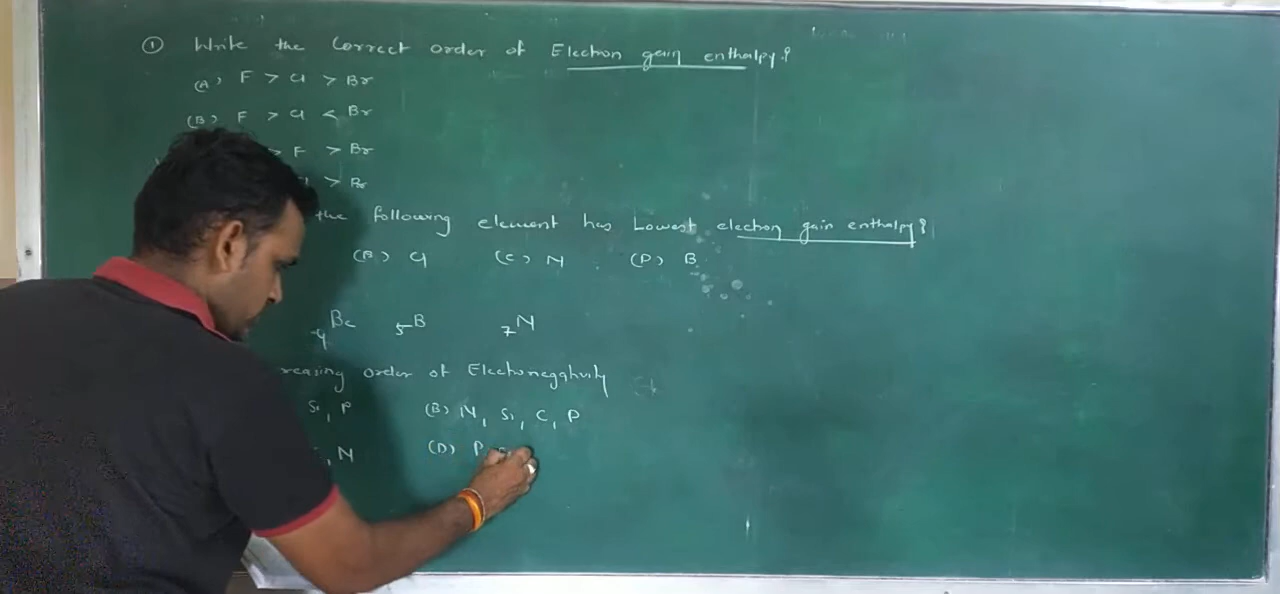 ① Write the Correct order of Electron gain enthalpy?
(A) F > Cl > Br
(B) F > Cl < Br
> F > Br
> Br
the following element has Lowest electron gain enthalpy?
(B) Cl (C) N (D) B
4Be 5B 7N
reasing order of Electronegativity
Si, P (B) N, Si, C, P
, N (D) P